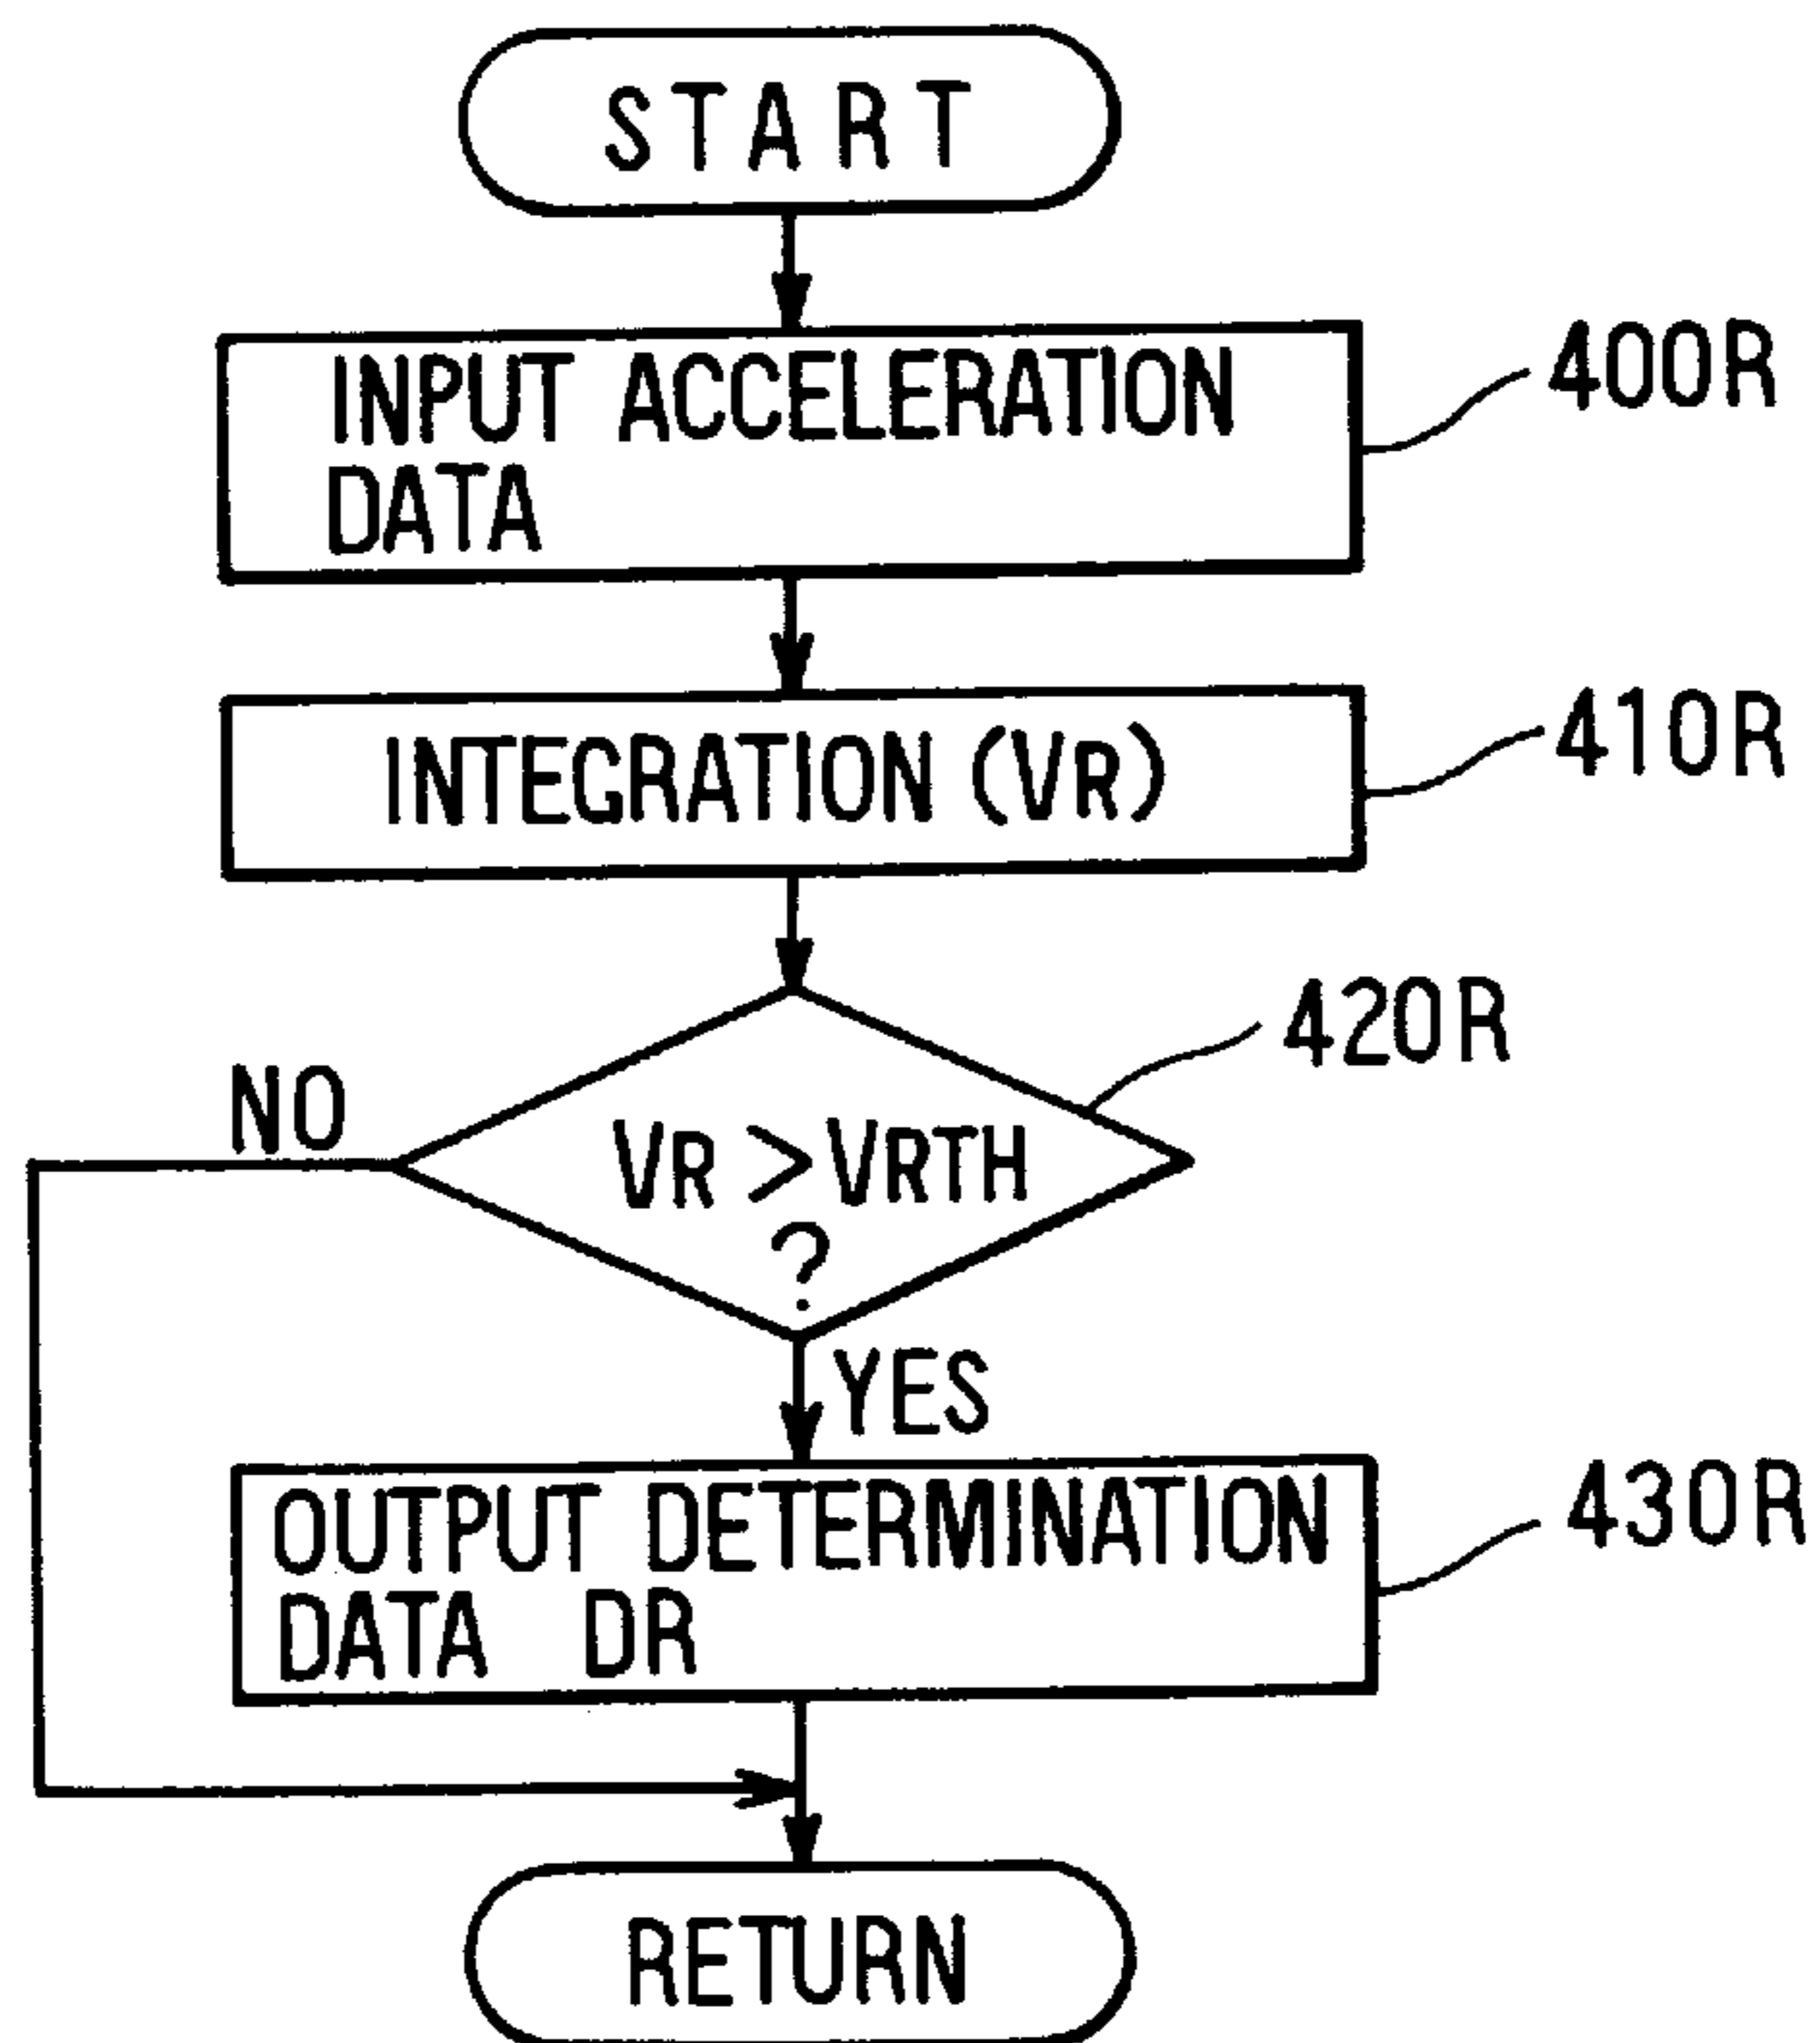 START
INPUT ACCELERATION
DATA
400R
INTEGRATION (VR)
410R
420R
NO
VR >VRTH
?
YES
OUTPUT DETERMINATION
DATA DR
430R
RETURN